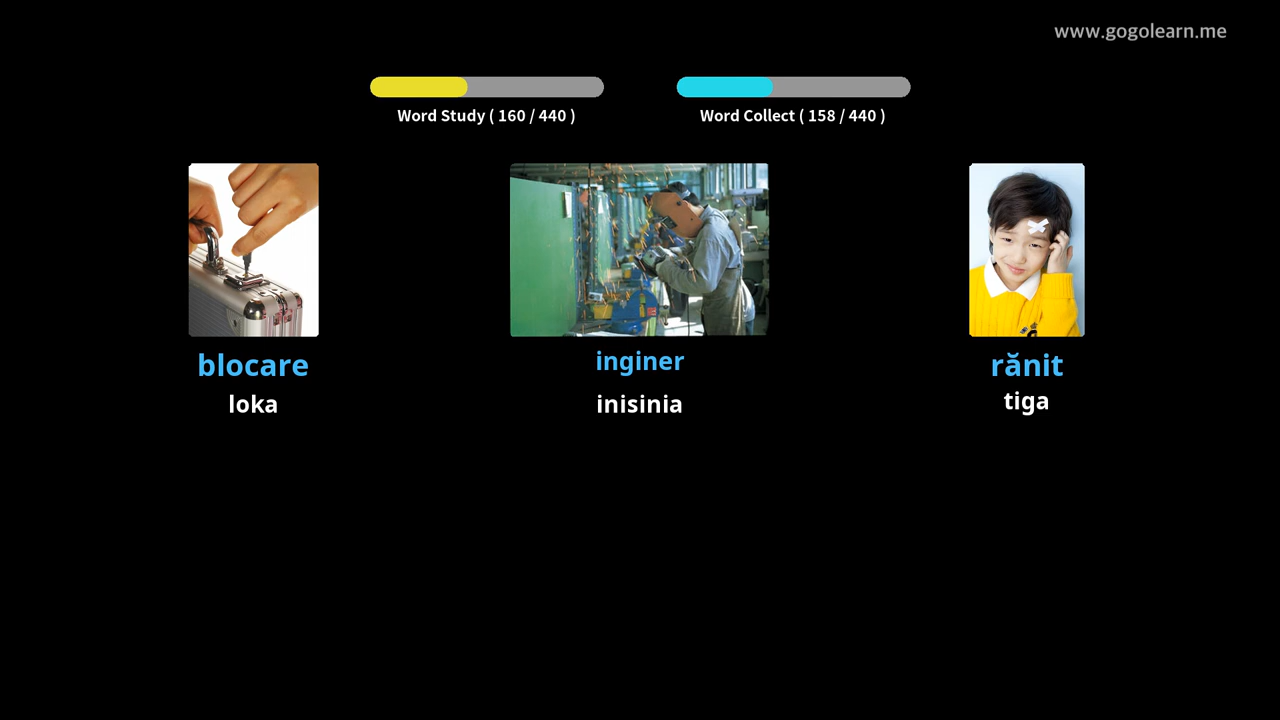 www.gogolearn.me
Word Study ( 160 / 440 )
Word Collect ( 158 / 440 )
blocare
inginer
rănit
loka
inisinia
tiga